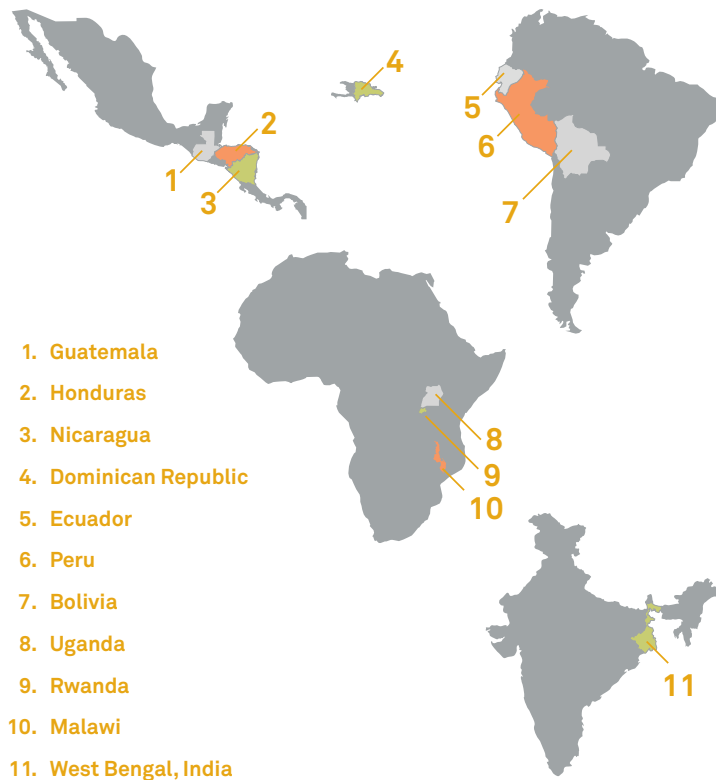 4
2
1
3
5
6
7
8
9
10
11
1. Guatemala
2. Honduras
3. Nicaragua
4. Dominican Republic
5. Ecuador
6. Peru
7. Bolivia
8. Uganda
9. Rwanda
10. Malawi
11. West Bengal, India